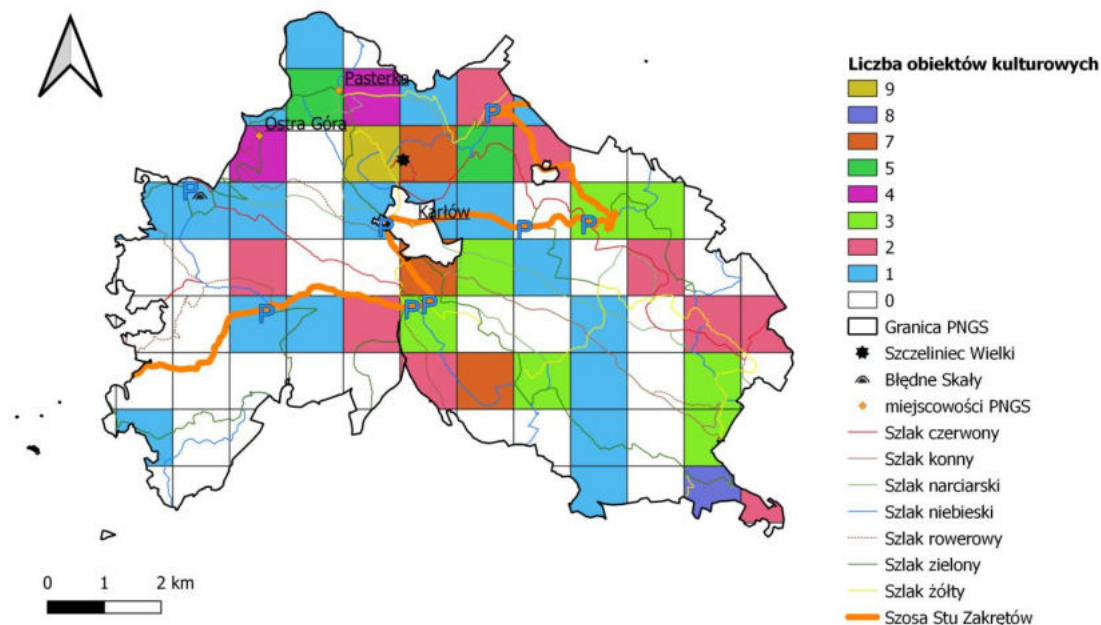 Pasterka
Ostra Góra
P
P
Karłów
P
P
P
P
P
P
0 1 2 km
Liczba obiektów kulturowych
9
8
7
5
4
3
2
1
0
Granica PNGS
Szczeliniec Wielki
Błędne Skały
miejscowości PNGS
Szlak czerwony
Szlak konny
Szlak narciarski
Szlak niebieski
Szlak rowerowy
Szlak zielony
Szlak żółty
Szosa Stu Zakrętów